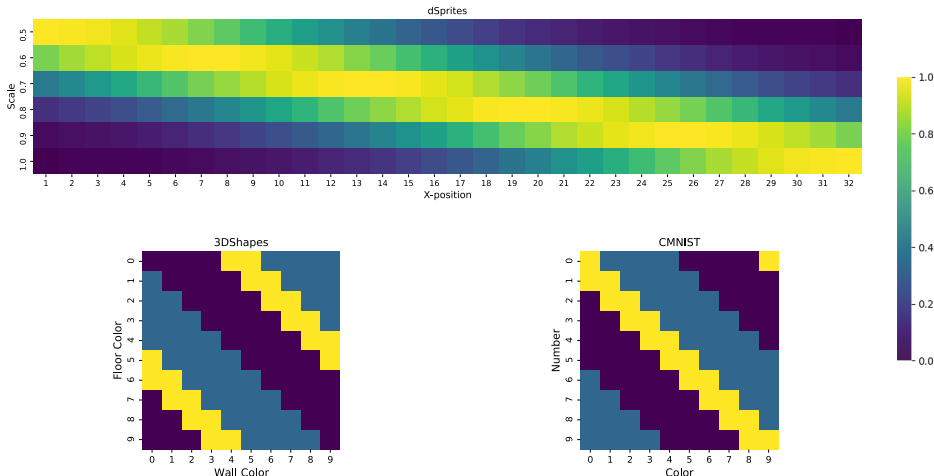 dSprites
Scale
0.5
0.6
0.7
0.8
0.9
1.0
1 2 3 4 5 6 7 8 9 10 11 12 13 14 15 16 17 18 19 20 21 22 23 24 25 26 27 28 29 30 31 32
X-position
1.0
0.8
0.6
0.4
0.2
0.0
3DShapes
Floor Color
0
1
2
3
4
5
6
7
8
9
0 1 2 3 4 5 6 7 8 9
Wall Color
CMNIST
Number
0
1
2
3
4
5
6
7
8
9
0 1 2 3 4 5 6 7 8 9
Color